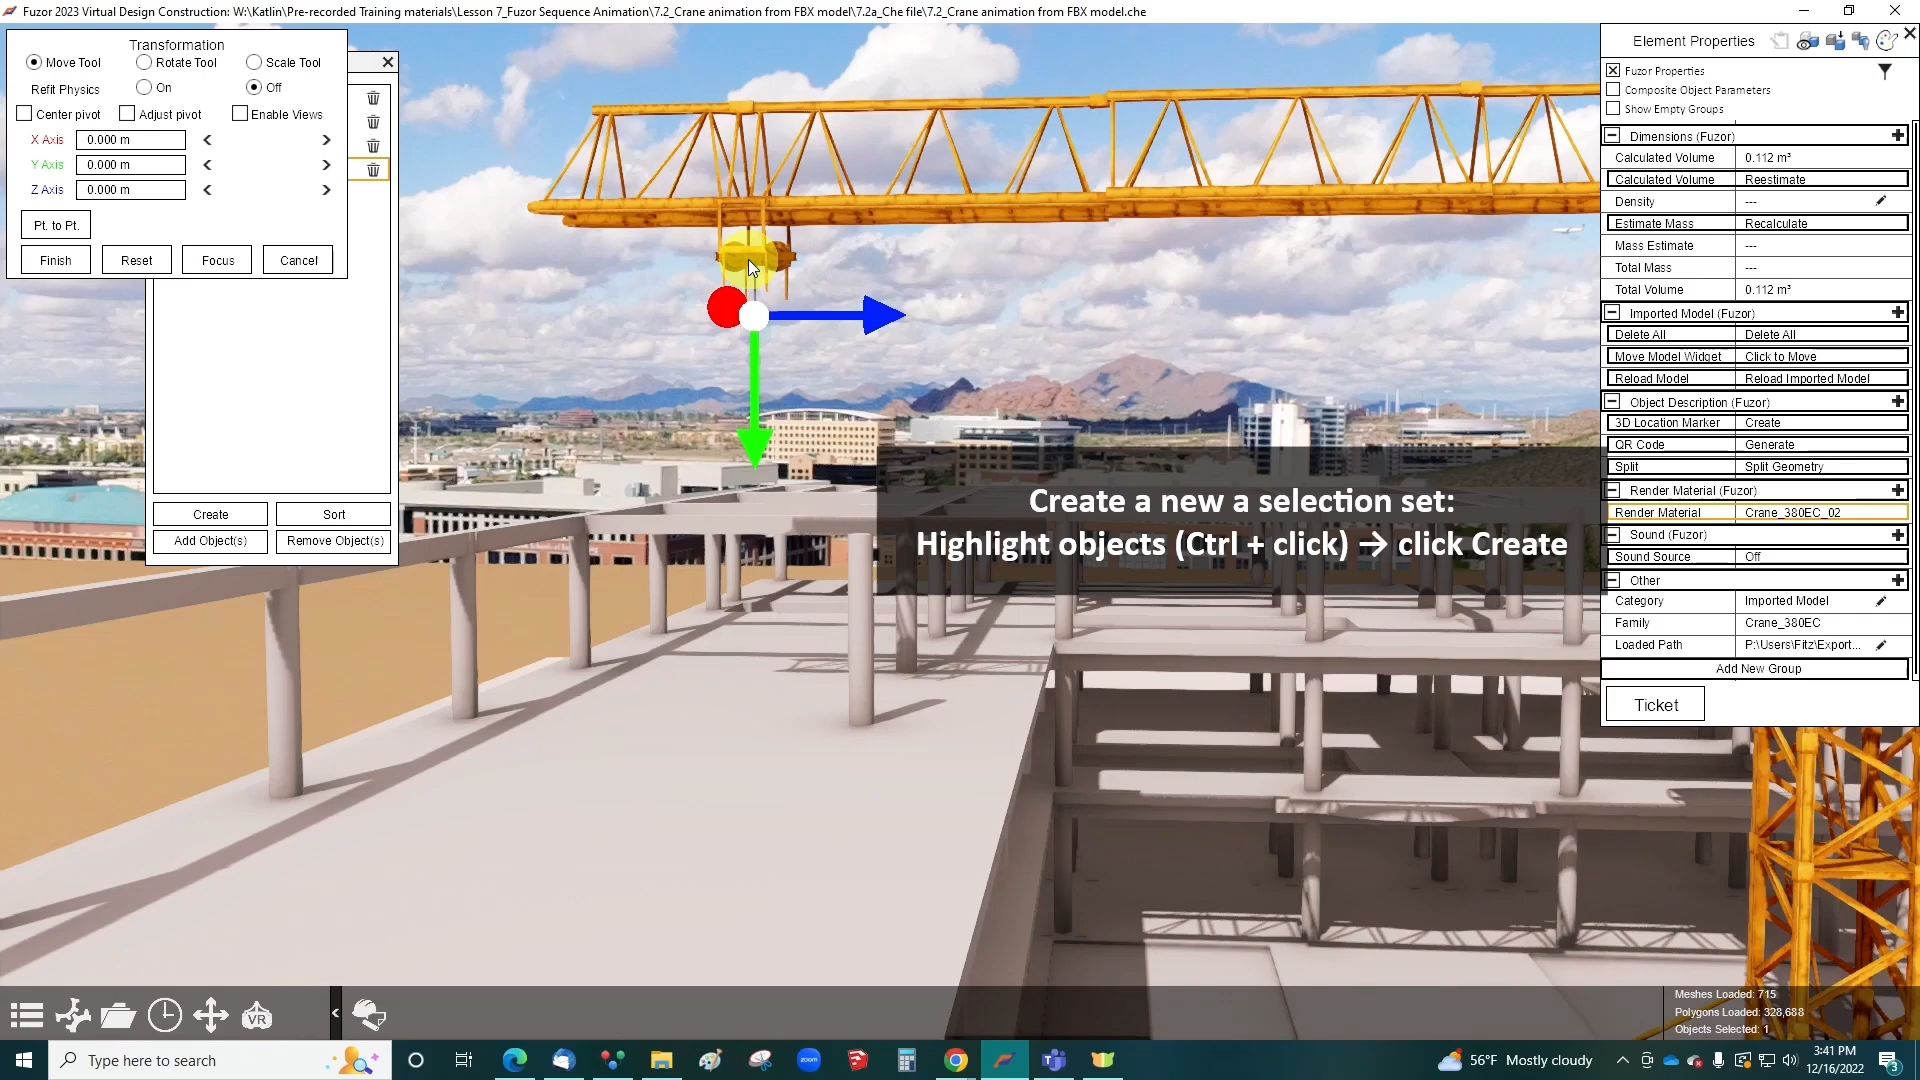 Fuzor 2023 Virtual Design Construction: W:\Katlin\Pre-recorded Training materials\Lesson 7_Fuzor Sequence Animation\7.2_Crane animation from FBX model\7.2a_Che file\7.2_Crane animation from FBX model.che
Transformation
Move Tool Rotate Tool Scale Tool
Refit Physics On Off
Center pivot Adjust pivot Enable Views
X Axis 0.000 m < >
Y Axis 0.000 m < >
Z Axis 0.000 m < >
Pt. to Pt.
Finish Reset Focus Cancel
Create Sort
Add Object(s) Remove Object(s)
Create a new a selection set:
Highlight objects (Ctrl + click) → click Create
Element Properties
Fuzor Properties
Composite Object Parameters
Show Empty Groups
Dimensions (Fuzor)
Calculated Volume 0.112 m³
Calculated Volume Reestimate
Density ---
Estimate Mass Recalculate
Mass Estimate ---
Total Mass ---
Total Volume 0.112 m³
Imported Model (Fuzor)
Delete All Delete All
Move Model Widget Click to Move
Reload Model Reload Imported Model
Object Description (Fuzor)
3D Location Marker Create
QR Code Generate
Split Split Geometry
Render Material (Fuzor)
Render Material Crane_380EC_02
Sound (Fuzor)
Sound Source Off
Other
Category Imported Model
Family Crane_380EC
Loaded Path P:\Users\Fitz\Export...
Add New Group
Ticket
VR
<
Meshes Loaded: 715
Polygons Loaded: 328,688
Objects Selected: 1
Type here to search
zoom
56°F Mostly cloudy
3:41 PM
12/16/2022
3